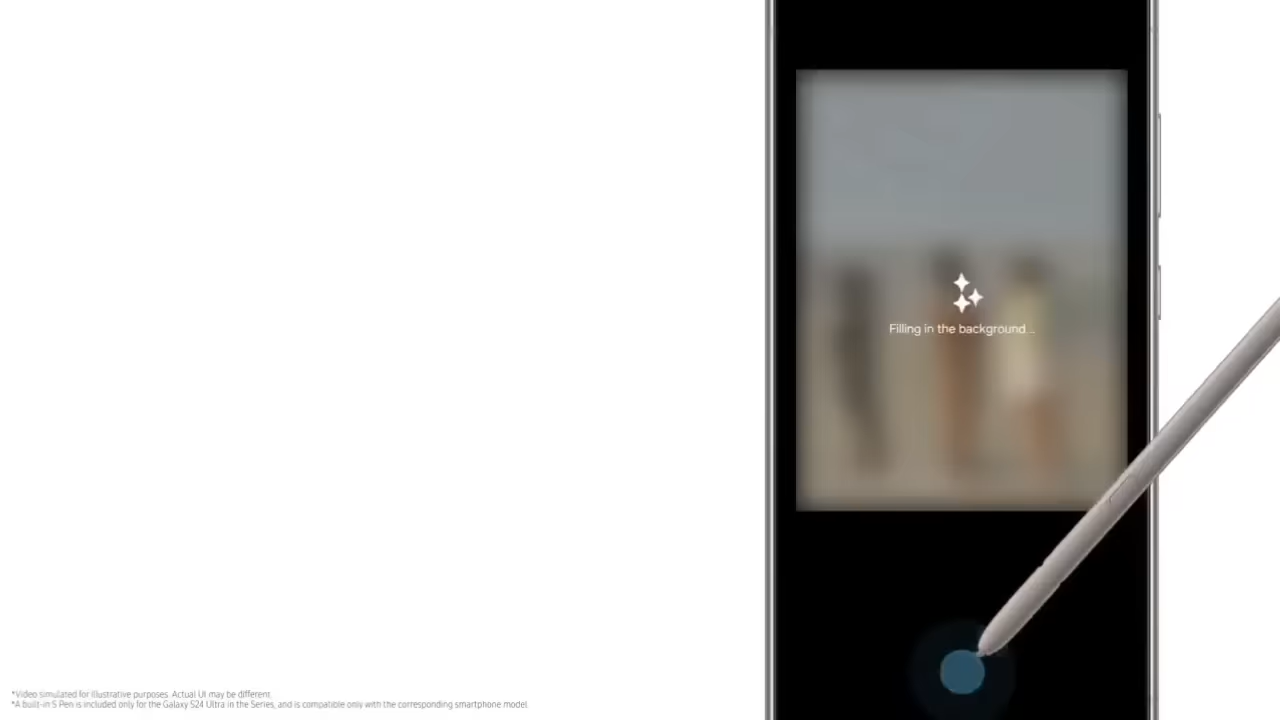 Filling in the background...
*Video simulated for illustrative purposes. Actual UI may be different.
*A built-in S Pen is included only for the Galaxy S24 Ultra in the Series, and is compatible only with the corresponding smartphone model.